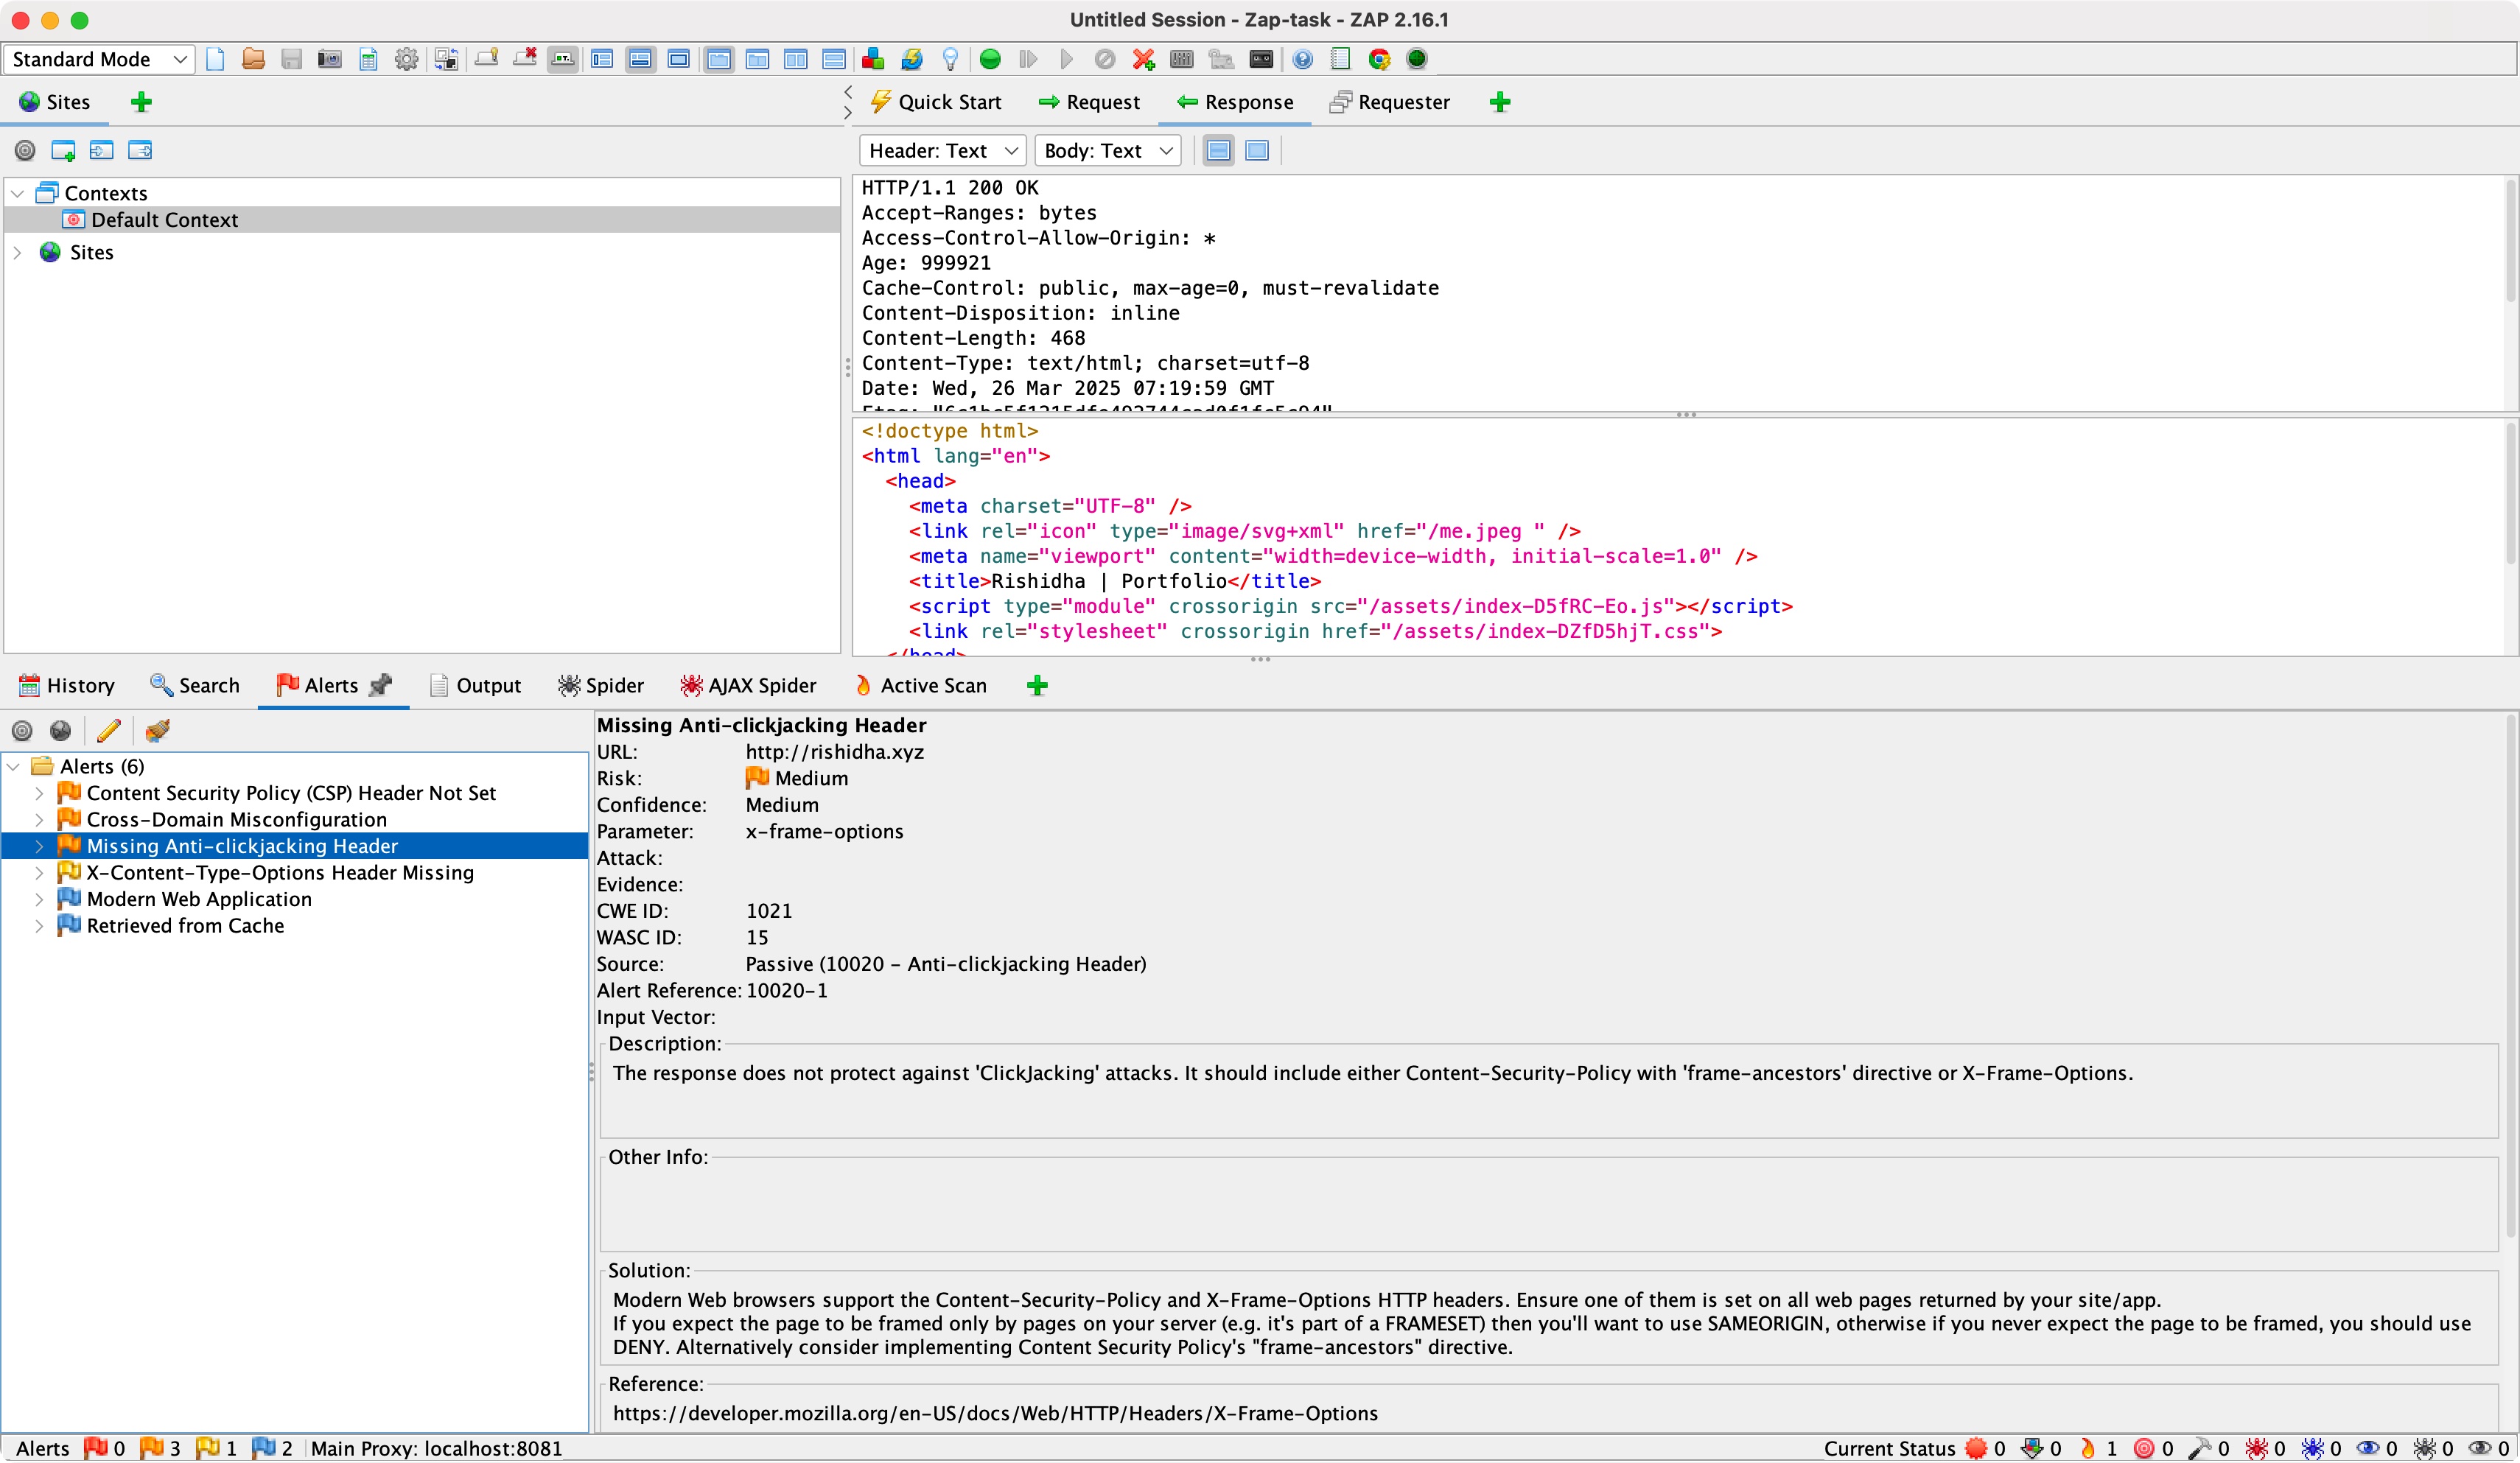 Untitled Session - Zap-task - ZAP 2.16.1
Standard Mode
Sites
Quick Start
Request
Response
Requester
Header: Text
Body: Text
Contexts
Default Context
Sites
HTTP/1.1 200 OK
Accept-Ranges: bytes
Access-Control-Allow-Origin: *
Age: 999921
Cache-Control: public, max-age=0, must-revalidate
Content-Disposition: inline
Content-Length: 468
Content-Type: text/html; charset=utf-8
Date: Wed, 26 Mar 2025 07:19:59 GMT
<!doctype html>
<html lang="en">
<head>
<meta charset="UTF-8" />
<link rel="icon" type="image/svg+xml" href="/me.jpeg " />
<meta name="viewport" content="width=device-width, initial-scale=1.0" />
<title>Rishidha | Portfolio</title>
<script type="module" crossorigin src="/assets/index-D5fRC-Eo.js"></script>
<link rel="stylesheet" crossorigin href="/assets/index-DZfD5hjT.css">
</head>
History
Search
Alerts
Output
Spider
AJAX Spider
Active Scan
Alerts (6)
Content Security Policy (CSP) Header Not Set
Cross-Domain Misconfiguration
Missing Anti-clickjacking Header
X-Content-Type-Options Header Missing
Modern Web Application
Retrieved from Cache
Missing Anti-clickjacking Header
URL: http://rishidha.xyz
Risk: Medium
Confidence: Medium
Parameter: x-frame-options
Attack:
Evidence:
CWE ID: 1021
WASC ID: 15
Source: Passive (10020 - Anti-clickjacking Header)
Alert Reference: 10020-1
Input Vector:
Description:
The response does not protect against 'ClickJacking' attacks. It should include either Content-Security-Policy with 'frame-ancestors' directive or X-Frame-Options.
Other Info:
Solution:
Modern Web browsers support the Content-Security-Policy and X-Frame-Options HTTP headers. Ensure one of them is set on all web pages returned by your site/app.
If you expect the page to be framed only by pages on your server (e.g. it's part of a FRAMESET) then you'll want to use SAMEORIGIN, otherwise if you never expect the page to be framed, you should use
DENY. Alternatively consider implementing Content Security Policy's "frame-ancestors" directive.
Reference:
https://developer.mozilla.org/en-US/docs/Web/HTTP/Headers/X-Frame-Options
Alerts 0 3 1 2 Main Proxy: localhost:8081
Current Status 0 0 1 0 0 0 0 0 0 0